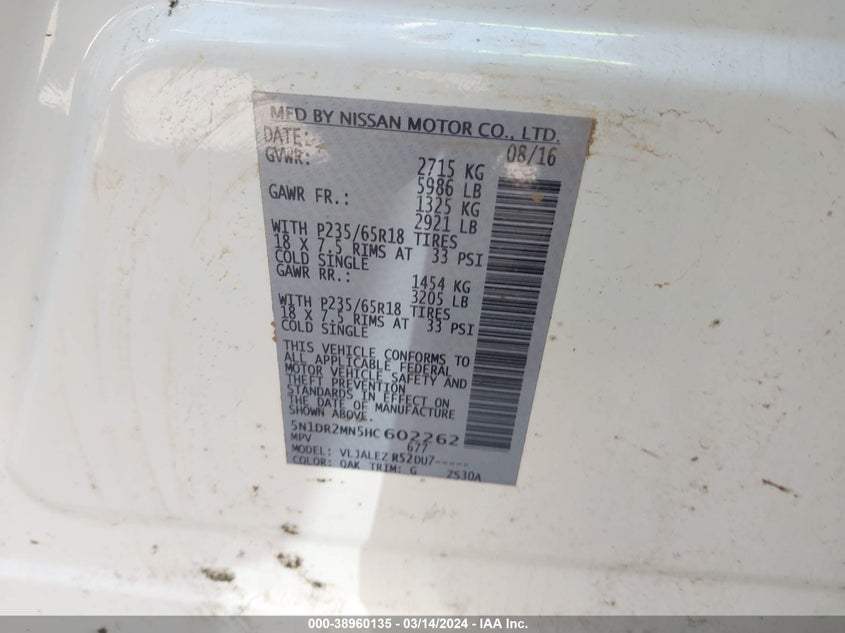 MFD BY NISSAN MOTOR CO., LTD.
DATE: 08/16
GVWR: 2715 KG
5986 LB
GAWR FR.: 1325 KG
2921 LB
WITH P235/65R18 TIRES
18 X 7.5 RIMS AT 33 PSI
COLD SINGLE
GAWR RR.: 1454 KG
3205 LB
WITH P235/65R18 TIRES
18 X 7.5 RIMS AT 33 PSI
COLD SINGLE
THIS VEHICLE CONFORMS TO
ALL APPLICABLE FEDERAL
MOTOR VEHICLE SAFETY AND
THEFT PREVENTION
STANDARDS IN EFFECT ON
THE DATE OF MANUFACTURE
SHOWN ABOVE.
5N1DR2MN5HC602262
MPV 677
MODEL: VLJALEZ R52DU7-----
COLOR: QAK TRIM: G 2S30A
000-38960135 - 03/14/2024 - IAA Inc.